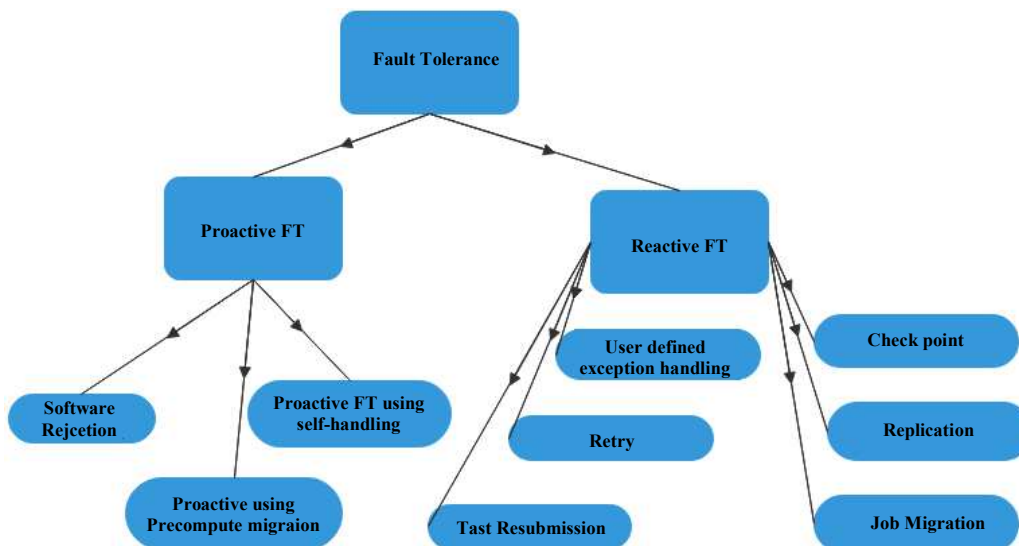 Fault Tolerance
Proactive FT
Reactive FT
User defined
exception handling
Check point
Software
Rejcetion
Proactive FT using
self-handling
Retry
Replication
Proactive using
Precompute migraion
Tast Resubmission
Job Migration